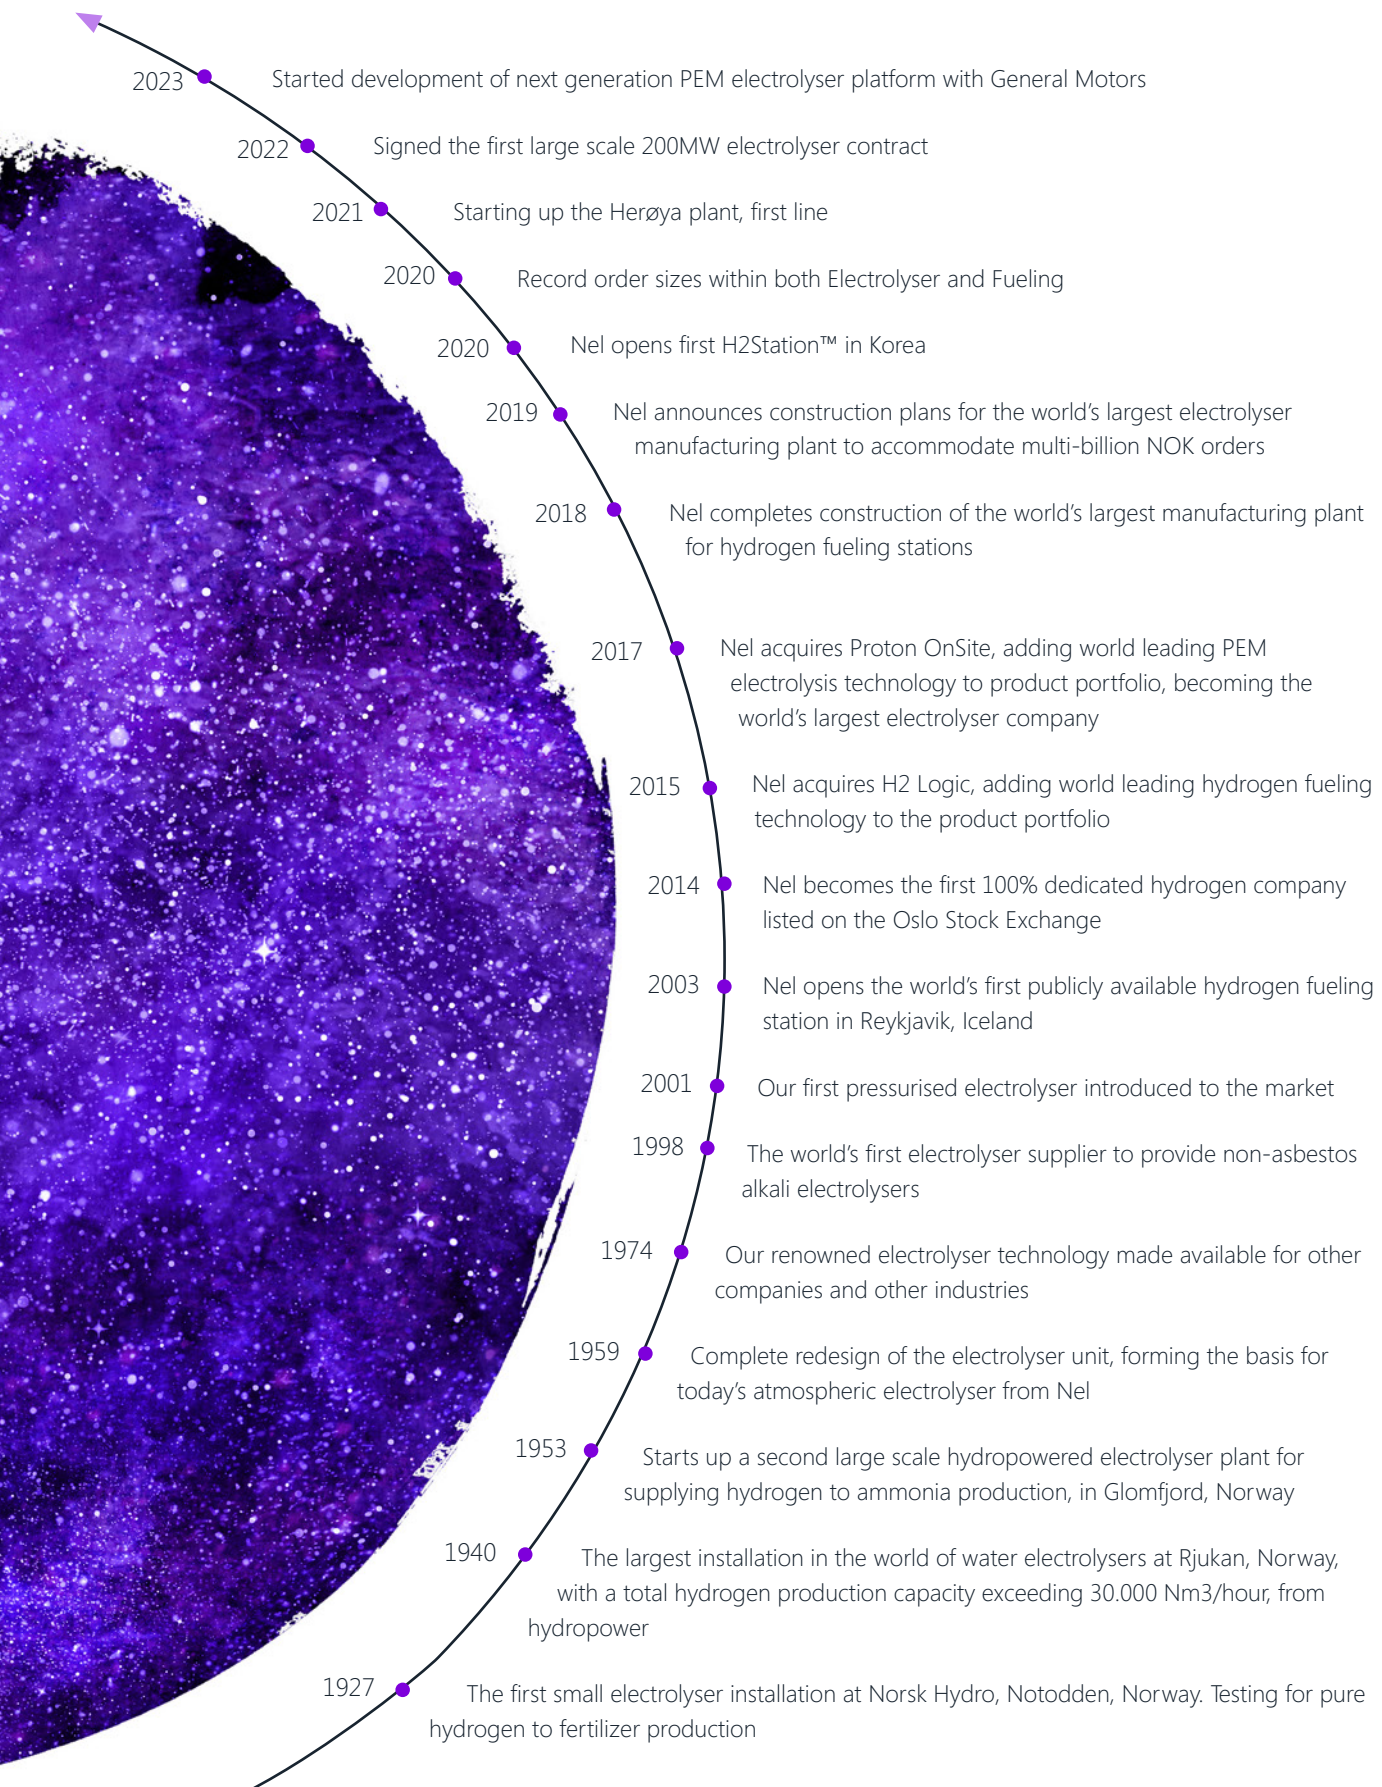 2023 Started development of next generation PEM electrolyser platform with General Motors
2022 Signed the first large scale 200MW electrolyser contract
2021 Starting up the Herøya plant, first line
2020 Record order sizes within both Electrolyser and Fueling
2020 Nel opens first H2Station™ in Korea
2019 Nel announces construction plans for the world’s largest electrolyser
manufacturing plant to accommodate multi-billion NOK orders
2018 Nel completes construction of the world’s largest manufacturing plant
for hydrogen fueling stations
2017 Nel acquires Proton OnSite, adding world leading PEM
electrolysis technology to product portfolio, becoming the
world’s largest electrolyser company
2015 Nel acquires H2 Logic, adding world leading hydrogen fueling
technology to the product portfolio
2014 Nel becomes the first 100% dedicated hydrogen company
listed on the Oslo Stock Exchange
2003 Nel opens the world’s first publicly available hydrogen fueling
station in Reykjavik, Iceland
2001 Our first pressurised electrolyser introduced to the market
1998 The world’s first electrolyser supplier to provide non-asbestos
alkali electrolysers
1974 Our renowned electrolyser technology made available for other
companies and other industries
1959 Complete redesign of the electrolyser unit, forming the basis for
today’s atmospheric electrolyser from Nel
1953 Starts up a second large scale hydropowered electrolyser plant for
supplying hydrogen to ammonia production, in Glomfjord, Norway
1940 The largest installation in the world of water electrolysers at Rjukan, Norway,
with a total hydrogen production capacity exceeding 30.000 Nm3/hour, from
hydropower
1927 The first small electrolyser installation at Norsk Hydro, Notodden, Norway. Testing for pure
hydrogen to fertilizer production